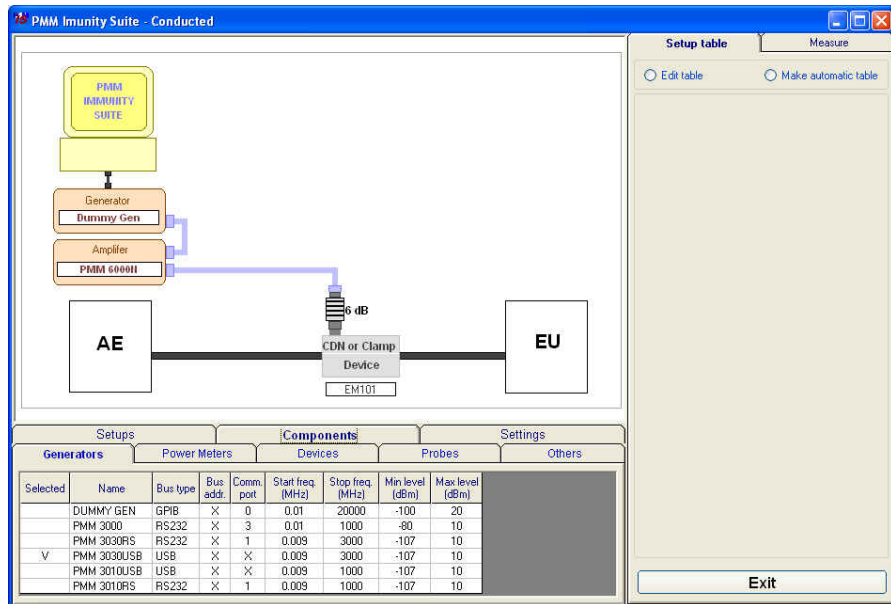 PMM Imunity Suite - Conducted
Setup table
Measure
Edit table
Make automatic table
PMM
IMMUNITY
SUITE
Generator
Dummy Gen
Amplifer
PMM 6000N
6 dB
AE
CDN or Clamp
Device
EM101
EU
Setups
Components
Settings
Generators
Power Meters
Devices
Probes
Others
Selected Name Bus type Bus addr. Comm. port Start freq. (MHz) Stop freq. (MHz) Min level (dBm) Max level (dBm)
DUMMY GEN GPIB X 0 0.01 20000 -100 20
PMM 3000 RS232 X 3 0.01 1000 -80 10
PMM 3030RS RS232 X 1 0.009 3000 -107 10
V PMM 3030USB USB X X 0.009 3000 -107 10
PMM 3010USB USB X X 0.009 1000 -107 10
PMM 3010RS RS232 X 1 0.009 1000 -107 10
Exit